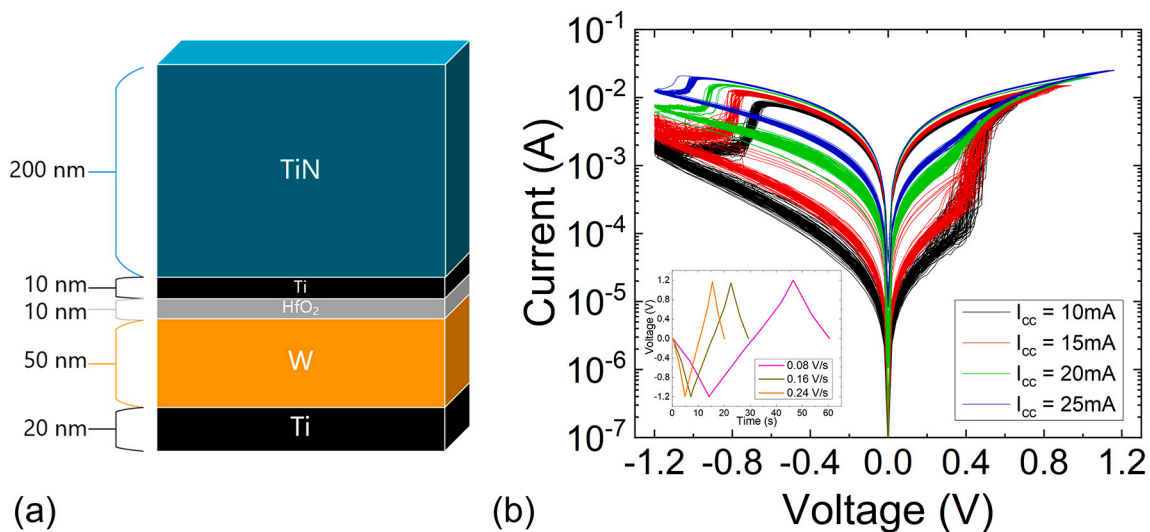 200 nm
TiN
10 nm
Ti
10 nm
HfO₂
50 nm
W
20 nm
Ti
(a)
Current (A)
10⁻¹
10⁻²
10⁻³
10⁻⁴
10⁻⁵
10⁻⁶
10⁻⁷
-1.2 -0.8 -0.4 0.0 0.4 0.8 1.2
Voltage (V)
I_cc = 10mA
I_cc = 15mA
I_cc = 20mA
I_cc = 25mA
Voltage (V)
1.2
0.8
0.4
0.0
-0.4
-0.8
-1.2
0 10 20 30 40 50 60
Time (s)
0.08 V/s
0.16 V/s
0.24 V/s
(b)